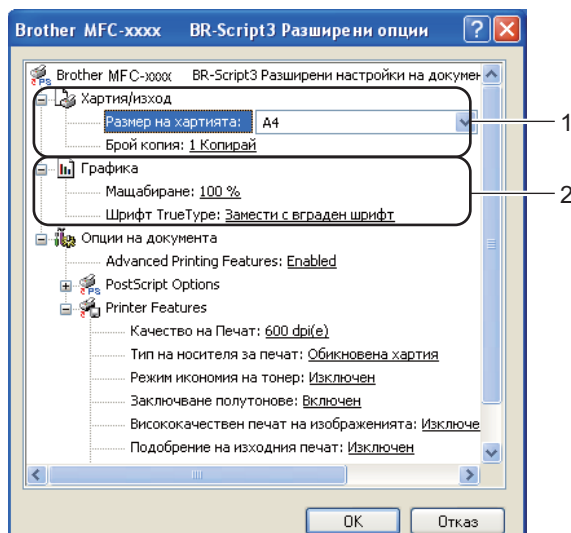 Brother MFC-xxxx BR-Script3 Разширени опции
Brother MFC-xxxx BR-Script3 Разширени настройки на докумен
Хартия/изход
Размер на хартията: A4
1
Брой копия: 1 Копирай
Графика
Мащабиране: 100 %
2
Шрифт TrueType: Замести с вграден шрифт
Опции на документа
Advanced Printing Features: Enabled
PostScript Options
Printer Features
Качество на Печат: 600 dpi(e)
Тип на носителя за печат: Обикновена хартия
Режим икономия на тонер: Изключен
Заключване полутонове: Включен
Висококачествен печат на изображенията: Изключе
Подобрение на изходния печат: Изключен
OK Отказ